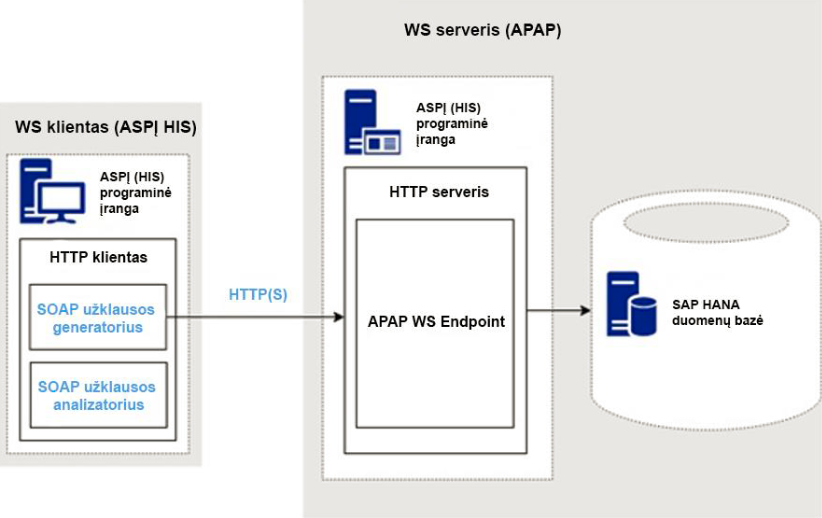 WS serveris (APAP)
WS klientas (ASPĮ HIS)
ASPĮ (HIS)
programinė
įranga
HTTP klientas
SOAP užklausos
generatorius
SOAP užklausos
analizatorius
HTTP(S)
ASPĮ (HIS)
programinė
įranga
HTTP serveris
APAP WS Endpoint
SAP HANA
duomenų bazė